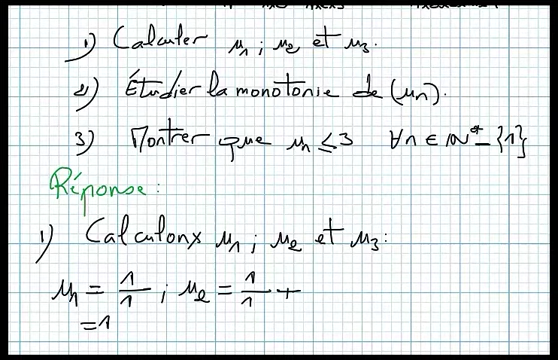 1) Calculer u₁ ; u₂ et u₃.
2) Étudier la monotonie de (uₙ).
3) Montrer que uₙ ≤ 3 ∀n ∈ ℕ* - {1}
Réponse :
1) Calculonx u₁ ; u₂ et u₃ :
u₁ = 1/1 ; u₂ = 1/1 +
= 1